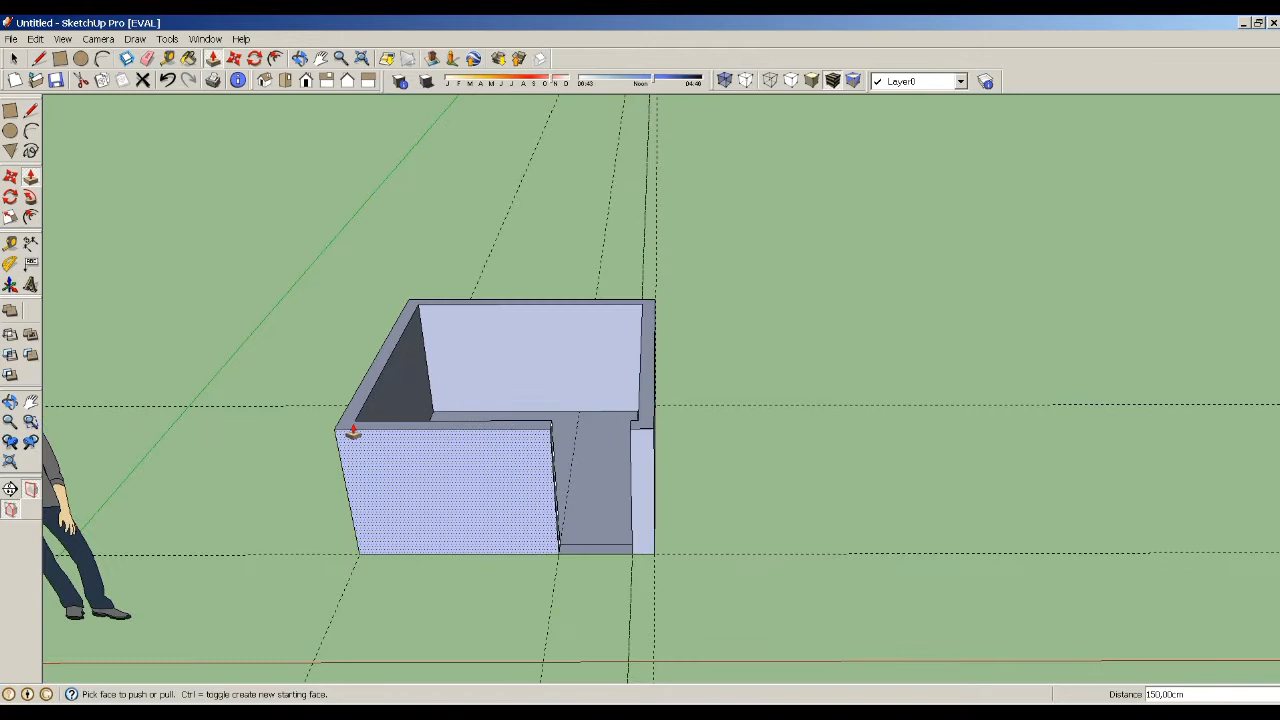 Untitled - SketchUp Pro [EVAL]
File Edit View Camera Draw Tools Window Help
J F M A M J J A S O N D 06:43 Noon 04:46 Layer0
ABC
Pick face to push or pull. Ctrl = toggle create new starting face. Distance 150,00cm